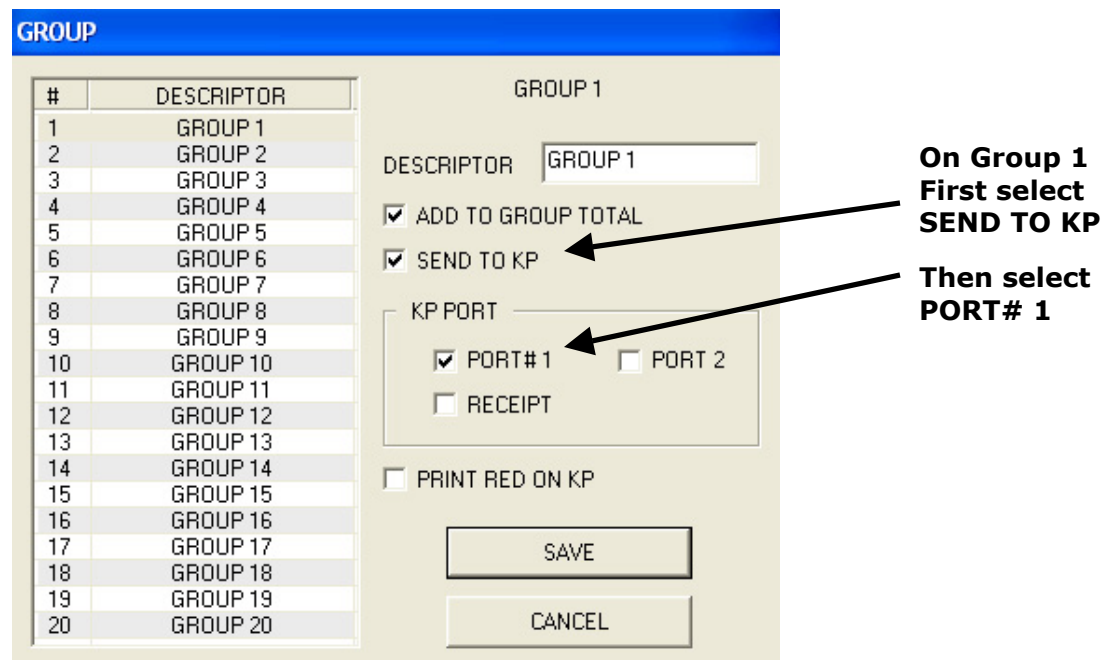 GROUP
# DESCRIPTOR
1 GROUP 1
2 GROUP 2
3 GROUP 3
4 GROUP 4
5 GROUP 5
6 GROUP 6
7 GROUP 7
8 GROUP 8
9 GROUP 9
10 GROUP 10
11 GROUP 11
12 GROUP 12
13 GROUP 13
14 GROUP 14
15 GROUP 15
16 GROUP 16
17 GROUP 17
18 GROUP 18
19 GROUP 19
20 GROUP 20
GROUP 1
DESCRIPTOR GROUP 1
ADD TO GROUP TOTAL
SEND TO KP
KP PORT
PORT# 1 PORT 2
RECEIPT
PRINT RED ON KP
SAVE
CANCEL
On Group 1
First select
SEND TO KP
Then select
PORT# 1